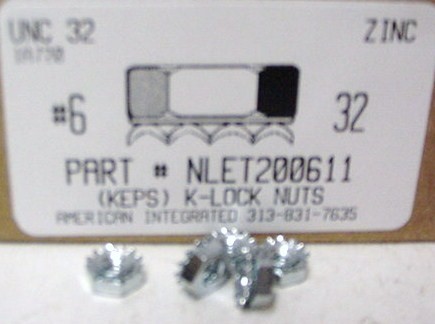 UNC 32 ZINC
#6 32
PART # NLET200611
(KEPS) K-LOCK NUTS
AMERICAN INTEGRATED 313-831-7635